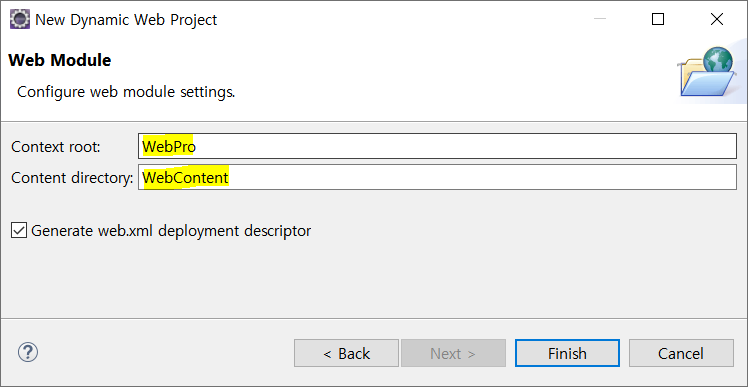 New Dynamic Web Project
Web Module
Configure web module settings.
Context root: WebPro
Content directory: WebContent
Generate web.xml deployment descriptor
? < Back Next > Finish Cancel